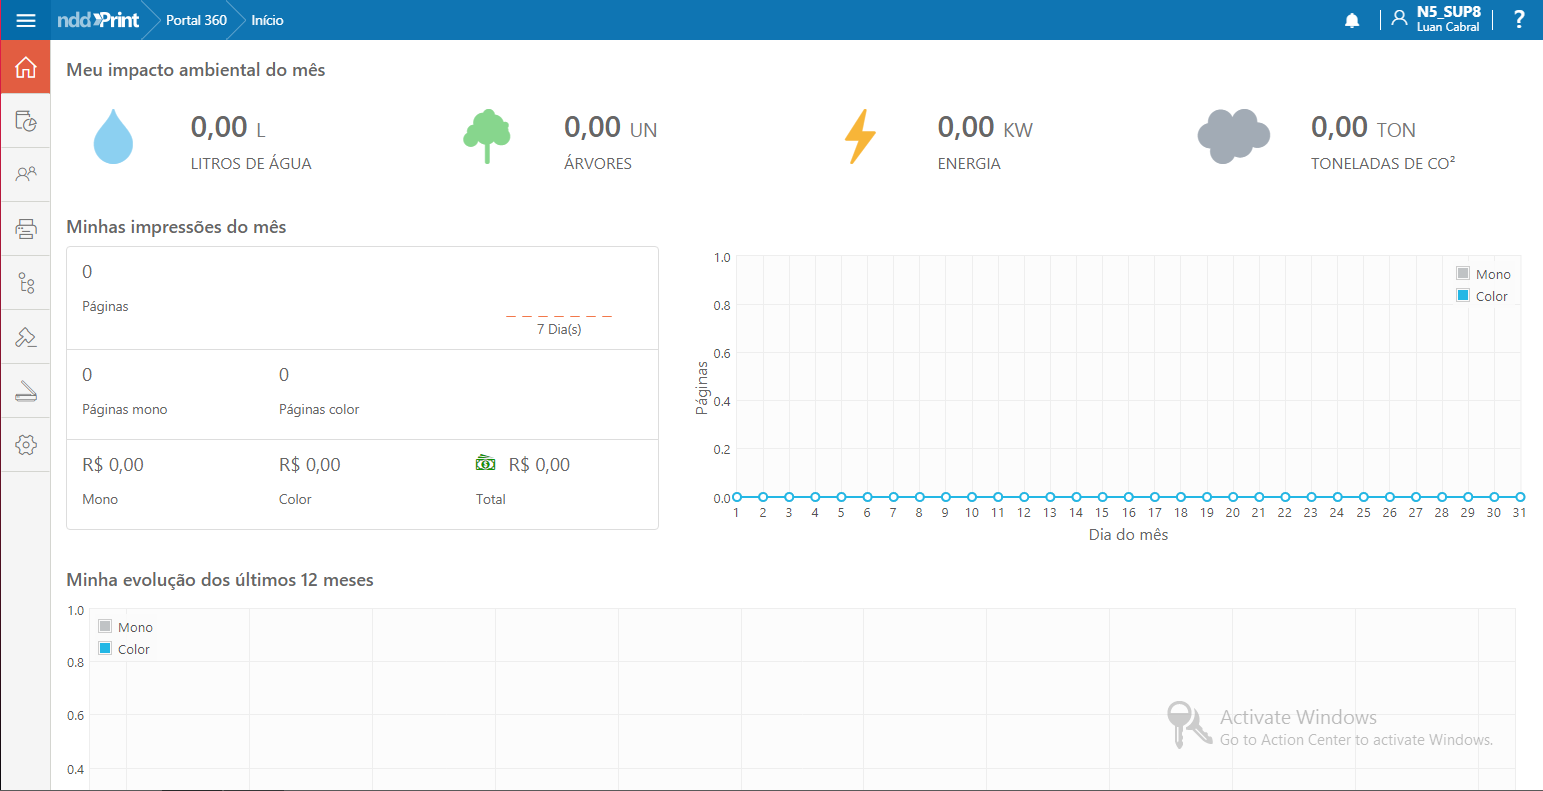 nddPrint Portal 360 Início N5_SUP8 ?
Luan Cabral
Meu impacto ambiental do mês
0,00 L
LITROS DE ÁGUA
0,00 UN
ÁRVORES
0,00 KW
ENERGIA
0,00 TON
TONELADAS DE CO²
Minhas impressões do mês
0
Páginas
7 Dia(s)
0
Páginas mono
0
Páginas color
R$ 0,00
Mono
R$ 0,00
Color
R$ 0,00
Total
1.0
0.8
0.6
0.4
0.2
0.0
Páginas
Mono
Color
1 2 3 4 5 6 7 8 9 10 11 12 13 14 15 16 17 18 19 20 21 22 23 24 25 26 27 28 29 30 31
Dia do mês
Minha evolução dos últimos 12 meses
1.0
0.8
0.6
0.4
Mono
Color
Activate Windows
Go to Action Center to activate Windows.